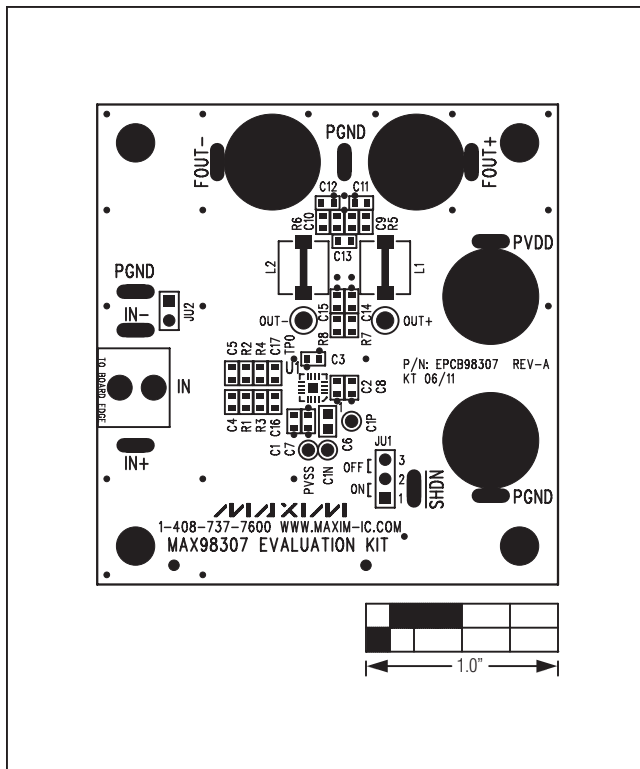 PGND
FOUT-
FOUT+
C12
C11
R6
C10
C9
R5
C13
PVDD
L2
L1
PGND
JU2
IN-
C15
C14
OUT-
OUT+
R8
R7
TP0
C3
P/N: EPCB98307 REV-A
KT 06/11
C5
R2
R4
C17
U1
TO BOARD EDGE
IN
C2
C8
C4
R1
R3
C16
C1
C7
C6
C1P
IN+
PVSS
C1N
JU1
OFF
ON
3
2
1
SHDN
PGND
MAXIM
1-408-737-7600 WWW.MAXIM-IC.COM
MAX98307 EVALUATION KIT
1.0"